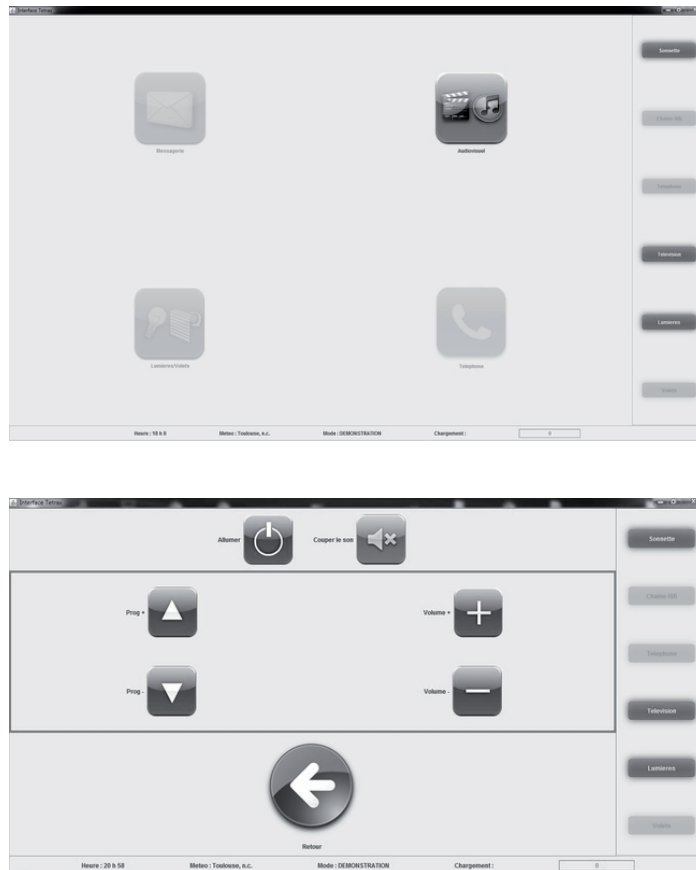 Interface Tetras
Sonnette
Chaine Hifi
Messagerie
Audiovisuel
Telephone
Television
Lumieres
Lumieres/Volets
Telephone
Volets
Heure : 18 h 8
Meteo : Toulouse, n.c.
Mode : DEMONSTRATION
Chargement :
0
Interface Tetras
Allumer
Couper le son
Sonnette
Chaine Hifi
Prog +
Volume +
Telephone
Prog -
Volume -
Television
Lumieres
Volets
Retour
Heure : 20 h 58
Meteo : Toulouse, n.c.
Mode : DEMONSTRATION
Chargement :
0